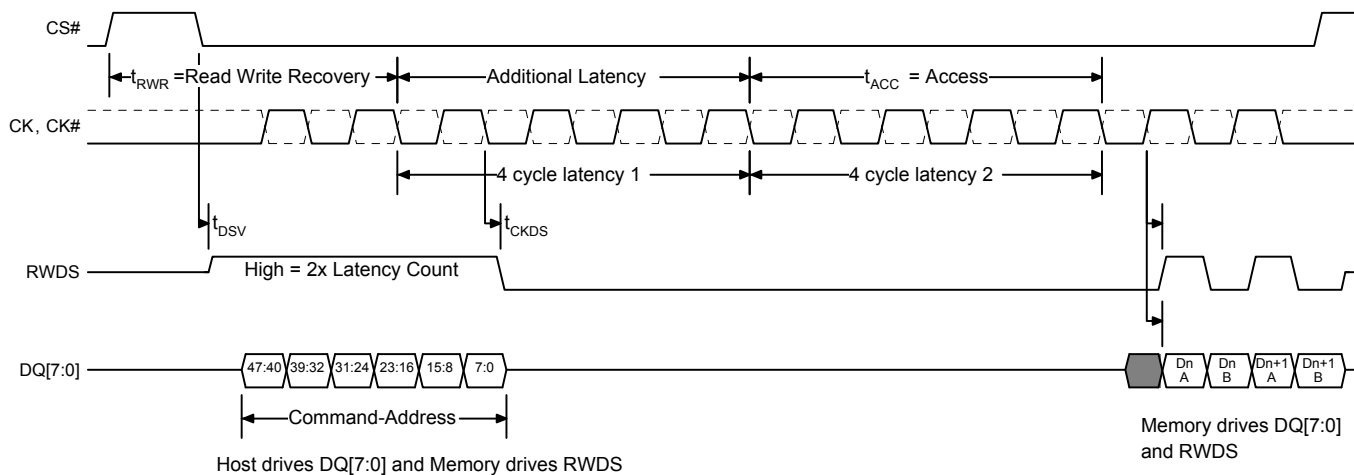 CS#
tRWR =Read Write Recovery
Additional Latency
tACC = Access
CK, CK#
4 cycle latency 1
4 cycle latency 2
tDSV
tCKDS
RWDS
High = 2x Latency Count
DQ[7:0]
47:40 39:32 31:24 23:16 15:8 7:0
Dn A
Dn B
Dn+1 A
Dn+1 B
Command-Address
Memory drives DQ[7:0]
and RWDS
Host drives DQ[7:0] and Memory drives RWDS